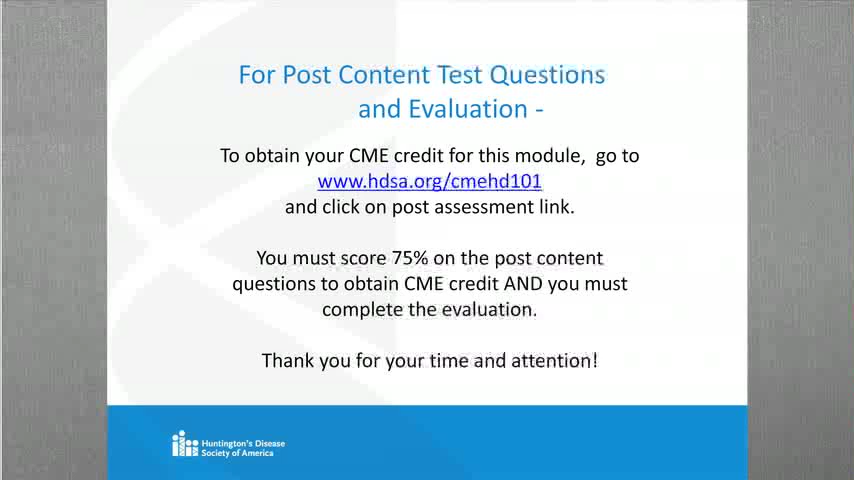 For Post Content Test Questions
and Evaluation -
To obtain your CME credit for this module, go to
www.hdsa.org/cmehd101
and click on post assessment link.
You must score 75% on the post content
questions to obtain CME credit AND you must
complete the evaluation.
Thank you for your time and attention!
Huntington's Disease
Society of America